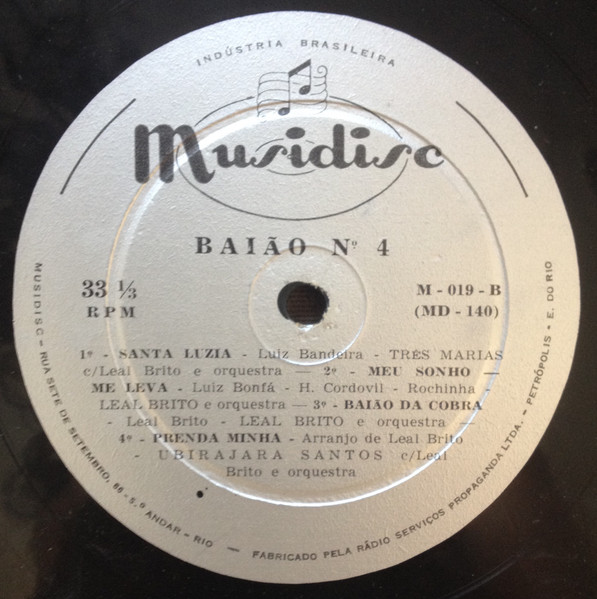 INDÚSTRIA BRASILEIRA
Musidisc
BAIÃO Nº 4
33 ⅓
RPM
M - 019 - B
(MD - 140)
1º - SANTA LUZIA - Luiz Bandeira - TRÊS MARIAS
c/Leal Brito e orquestra — 2º - MEU SONHO —
ME LEVA - Luiz Bonfá - H. Cordovil - Rochinha
LEAL BRITO e orquestra — 3º - BAIÃO DA COBRA
- Leal Brito - LEAL BRITO e orquestra —
4º - PRENDA MINHA - Arranjo de Leal Brito
- UBIRAJARA SANTOS c/Leal
Brito e orquestra
MUSIDISC - RUA SETE DE SETEMBRO, 66 - 5.º ANDAR - RIO — FABRICADO PELA RÁDIO SERVIÇOS PROPAGANDA LTDA. - PETRÓPOLIS - E. DO RIO